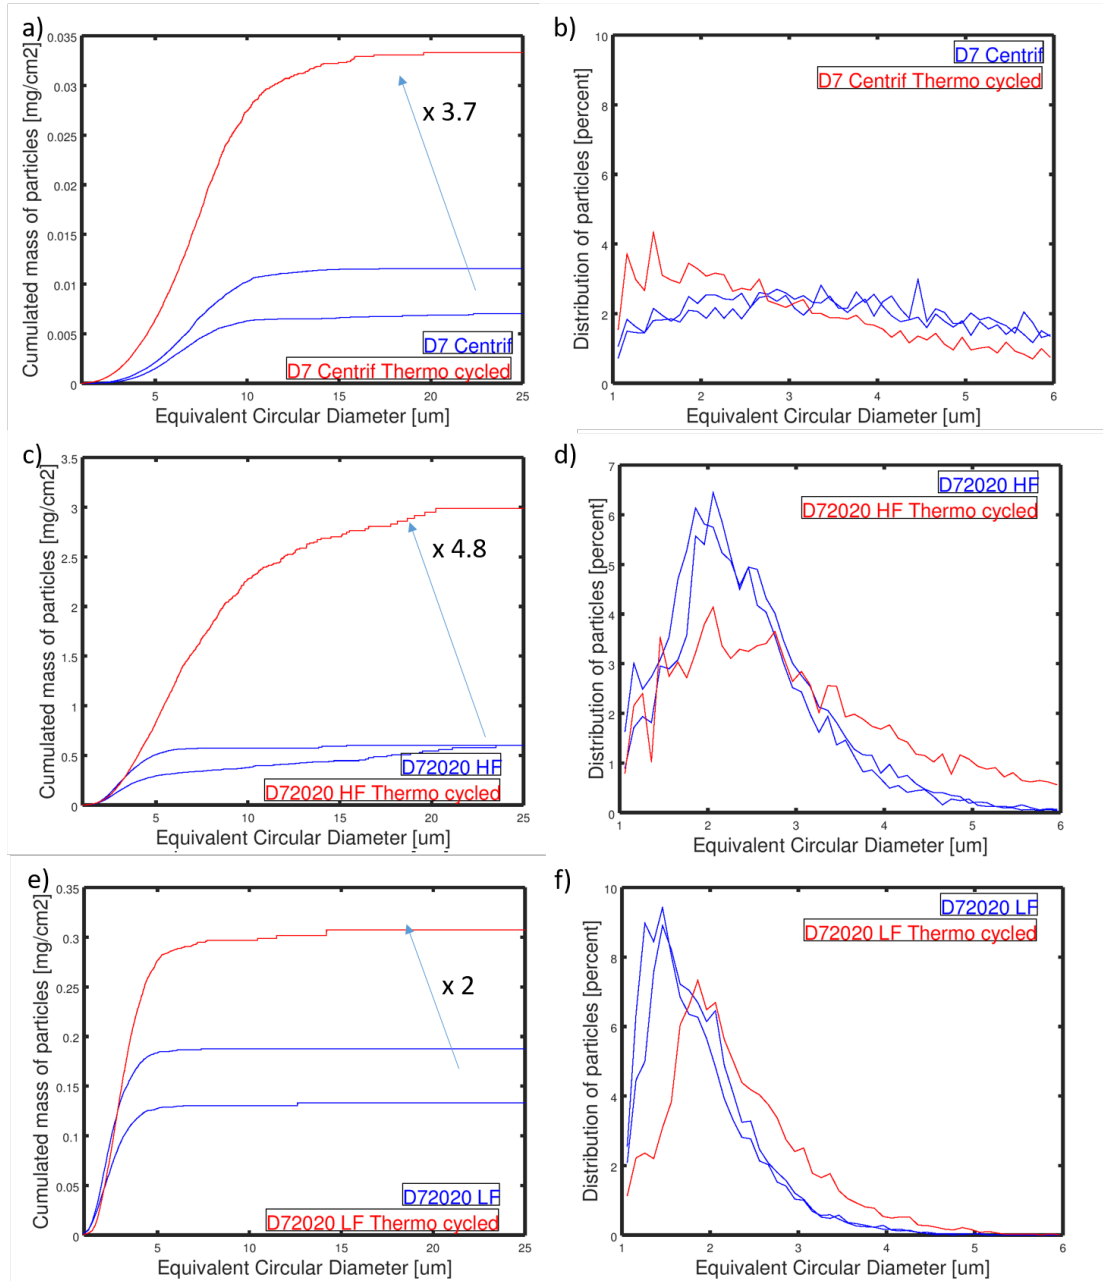 a)
Cumulated mass of particles [mg/cm2]
0.035
0.03
0.025
0.02
0.015
0.01
0.005
0
5
10
15
20
25
x 3.7
D7 Centrif
D7 Centrif Thermo cycled
Equivalent Circular Diameter [um]
b)
Distribution of particles [percent]
10
8
6
4
2
0
1
2
3
4
5
6
D7 Centrif
D7 Centrif Thermo cycled
Equivalent Circular Diameter [um]
c)
Cumulated mass of particles [mg/cm2]
3.5
3
2.5
2
1.5
1
0.5
0
5
10
15
20
25
x 4.8
D72020 HF
D72020 HF Thermo cycled
Equivalent Circular Diameter [um]
d)
Distribution of particles [percent]
7
6
5
4
3
2
1
0
1
2
3
4
5
6
D72020 HF
D72020 HF Thermo cycled
Equivalent Circular Diameter [um]
e)
Cumulated mass of particles [mg/cm2]
0.35
0.3
0.25
0.2
0.15
0.1
0.05
0
5
10
15
20
25
x 2
D72020 LF
D72020 LF Thermo cycled
Equivalent Circular Diameter [um]
f)
Distribution of particles [percent]
10
8
6
4
2
0
1
2
3
4
5
6
D72020 LF
D72020 LF Thermo cycled
Equivalent Circular Diameter [um]